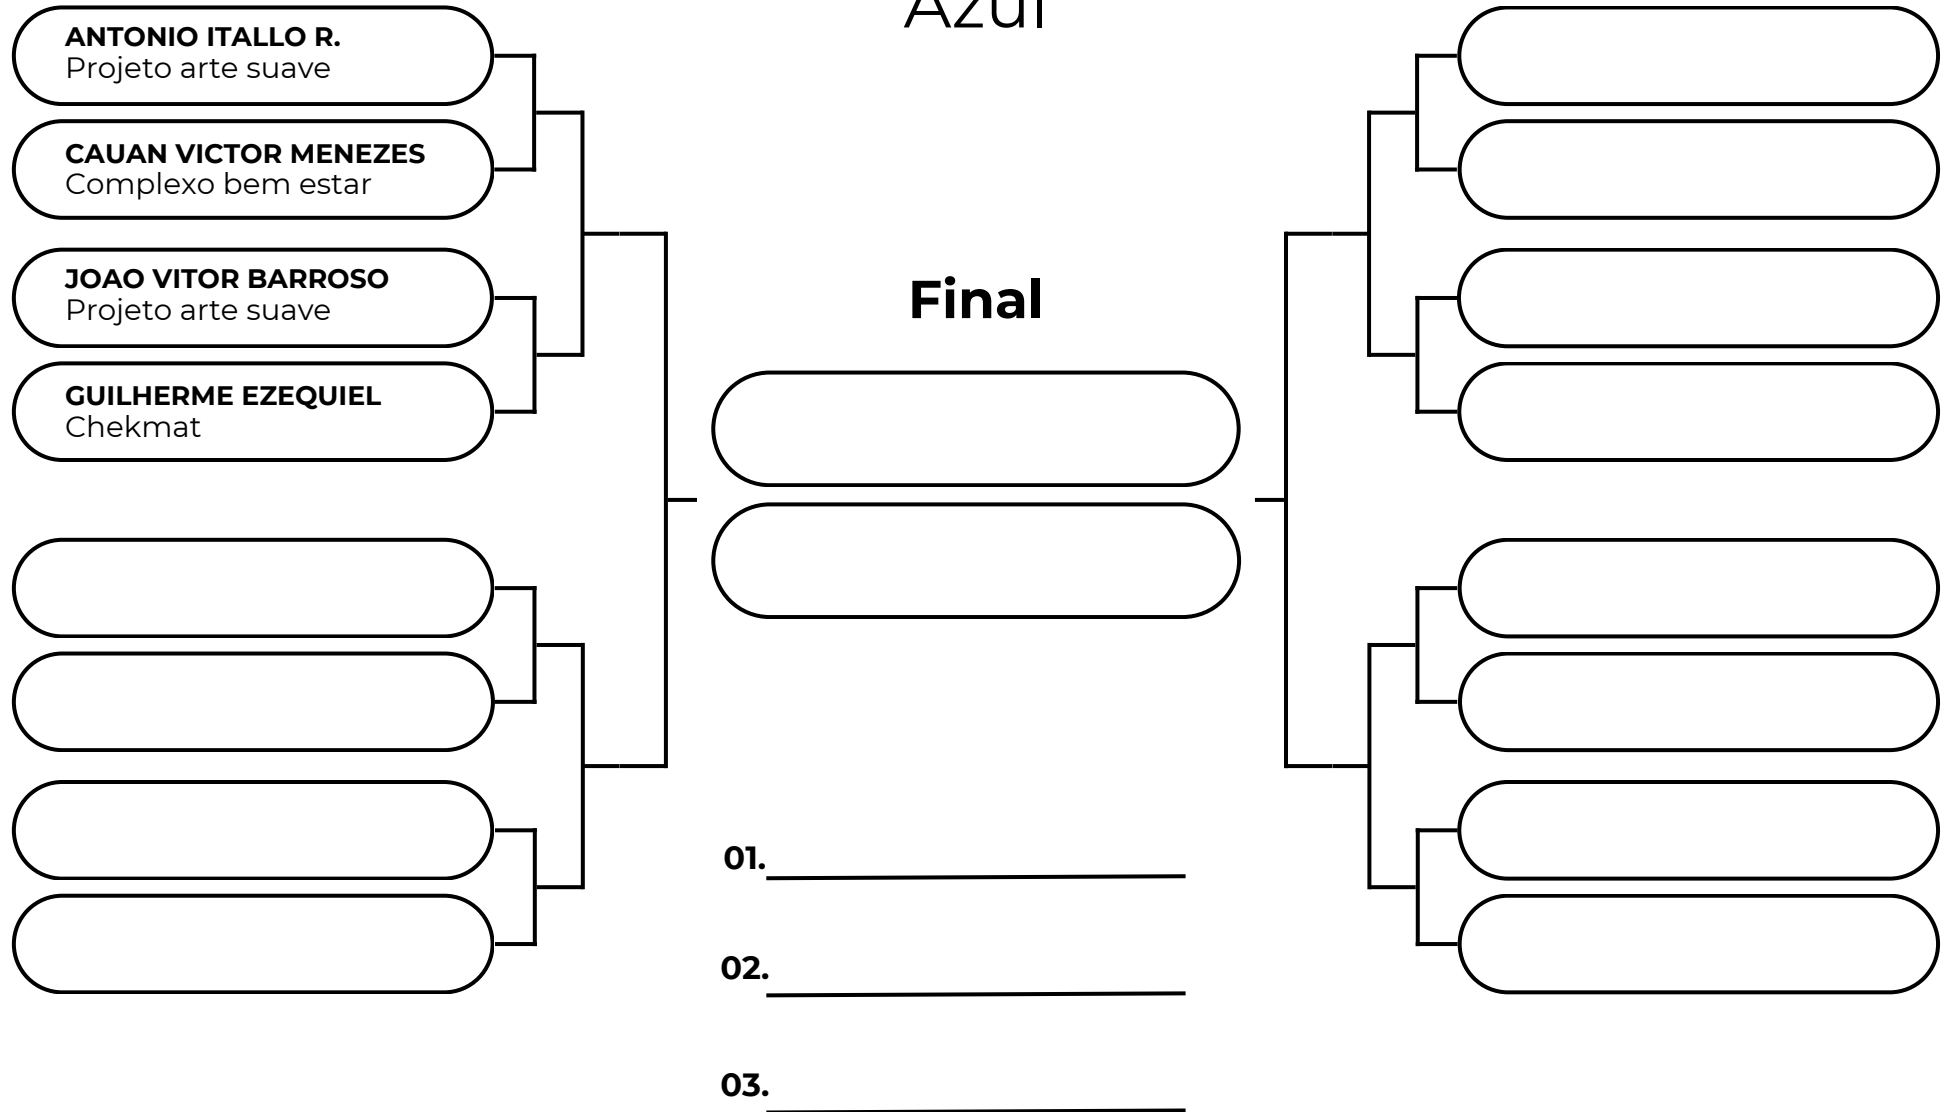 Azul
ANTONIO ITALLO R.
Projeto arte suave
CAUAN VICTOR MENEZES
Complexo bem estar
JOAO VITOR BARROSO
Projeto arte suave
GUILHERME EZEQUIEL
Chekmat
Final
01.
02.
03.